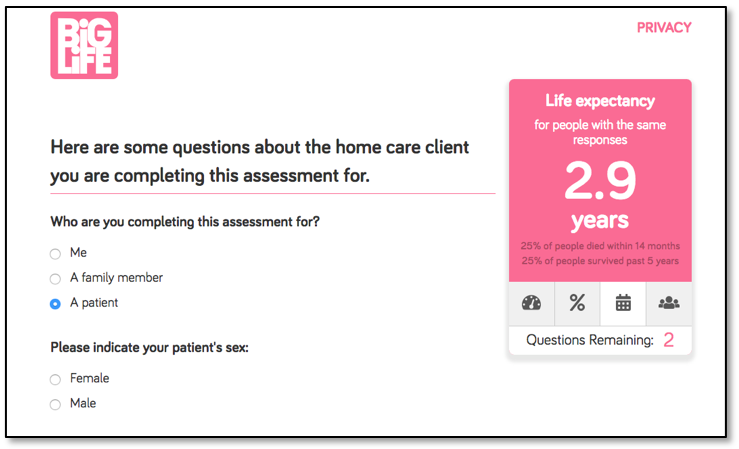 BiG
LiFE
PRIVACY
Here are some questions about the home care client
you are completing this assessment for.
Who are you completing this assessment for?
Me
A family member
A patient
Please indicate your patient's sex:
Female
Male
Life expectancy
for people with the same
responses
2.9
years
25% of people died within 14 months
25% of people survived past 5 years
%
Questions Remaining: 2